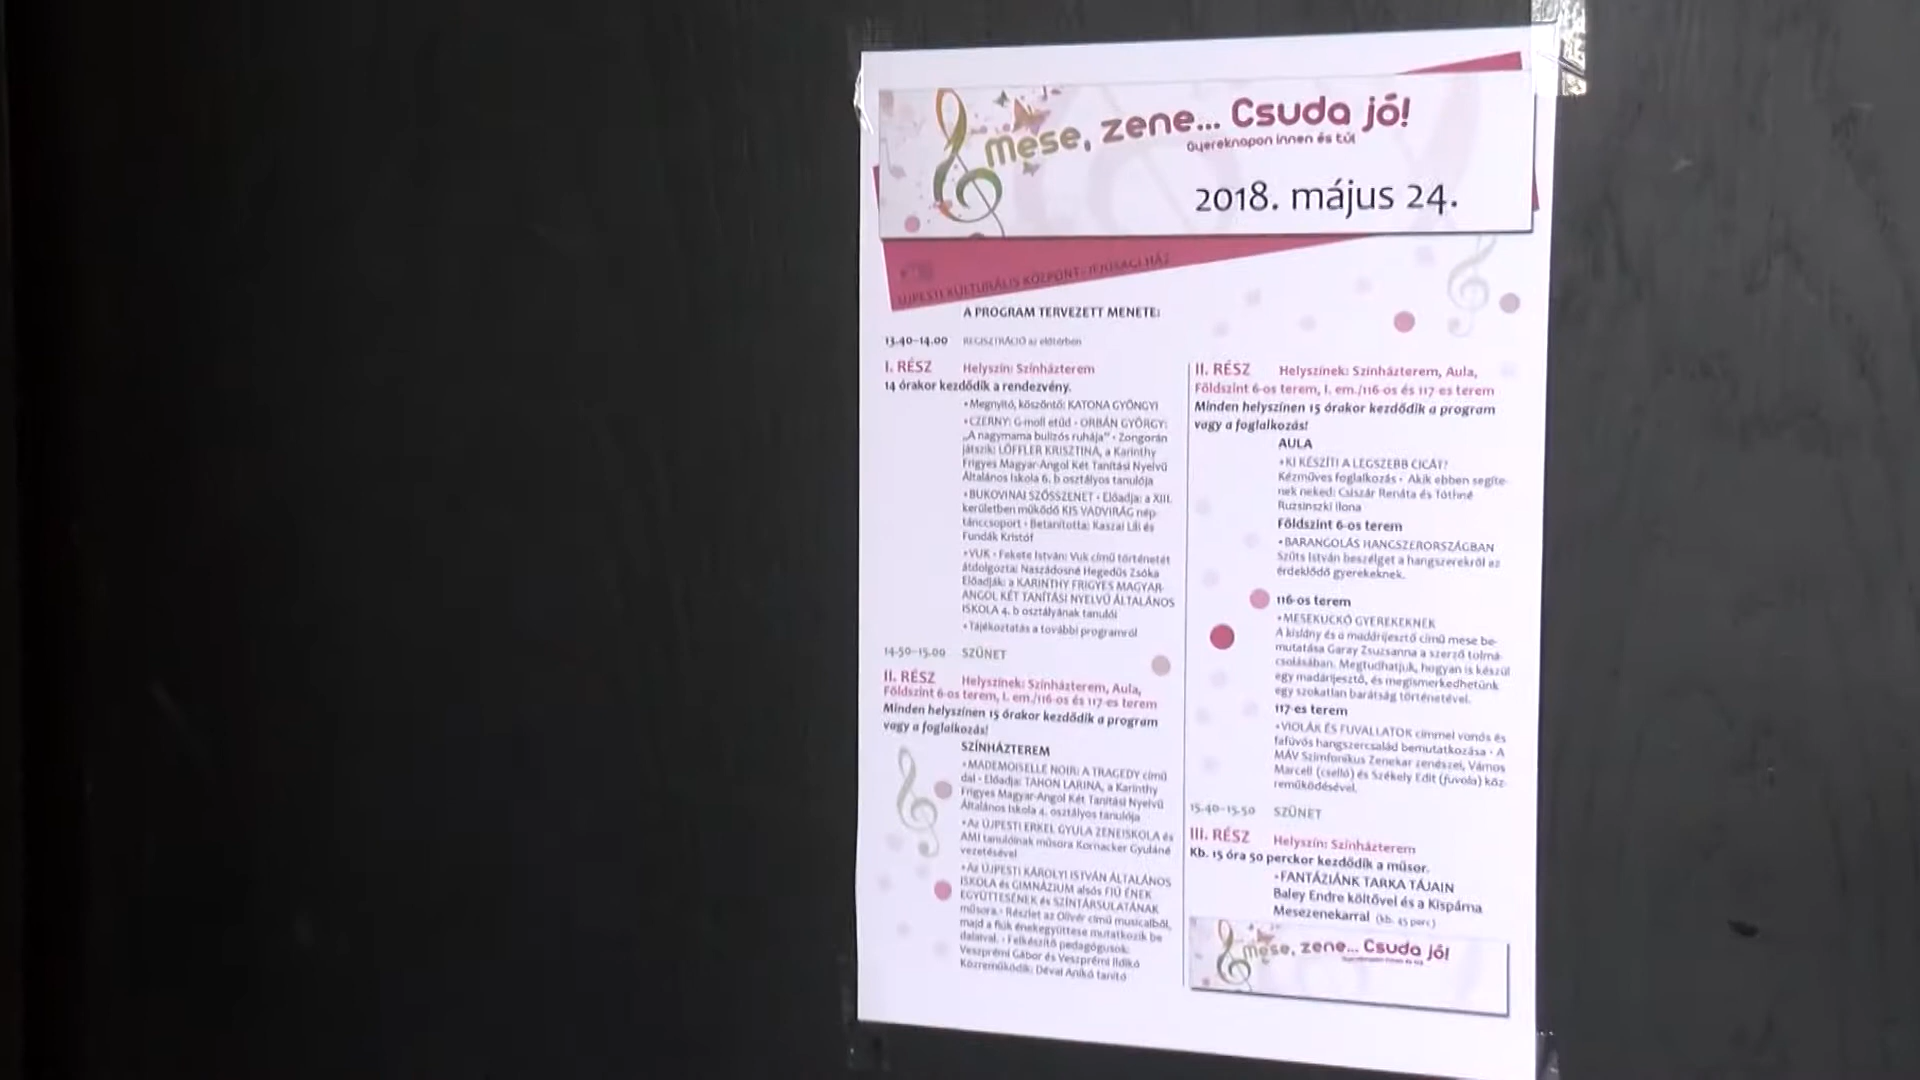 mese, zene... Csuda jó!
Gyereknapon innen és túl
2018. május 24.
ÚJPESTI KULTURÁLIS KÖZPONT - IFJÚSÁGI HÁZ
A PROGRAM TERVEZETT MENETE:
13.40–14.00 REGISZTRÁCIÓ az előtérben
I. RÉSZ Helyszín: Színházterem
14 órakor kezdődik a rendezvény.
• Megnyitó, köszöntő: KATONA GYÖNGYI
• CZERNY: G-moll etűd • ORBÁN GYÖRGY:
„A nagymama bulizós ruhája” • Zongorán
játszik: LÖFFLER KRISZTINA, a Karinthy
Frigyes Magyar-Angol Két Tanítási Nyelvű
Általános Iskola 6. b osztályos tanulója
• BUKOVINAI SZŐSSZENET • Előadja: a XIII.
kerületben működő KIS VADVIRÁG nép-
tánccsoport • Betanította: Kaszai Lili és
Fundák Kristóf
• VUK • Fekete István: Vuk című történetét
átdolgozta: Naszádosné Hegedűs Zsóka
Előadják: a KARINTHY FRIGYES MAGYAR-
ANGOL KÉT TANÍTÁSI NYELVŰ ÁLTALÁNOS
ISKOLA 4. b osztályának tanulói
• Tájékoztatás a további programról
14.50–15.00 SZÜNET
II. RÉSZ Helyszínek: Színházterem, Aula,
Földszint 6-os terem, I. em./116-os és 117-es terem
Minden helyszínen 15 órakor kezdődik a program
vagy a foglalkozás!
SZÍNHÁZTEREM
• MADEMOISELLE NOIR: A TRAGEDY című
dal • Előadja: TAHON LARINA, a Karinthy
Frigyes Magyar-Angol Két Tanítási Nyelvű
Általános Iskola 4. osztályos tanulója
• Az ÚJPESTI ERKEL GYULA ZENEISKOLA és
AMI tanulóinak műsora Kornacker Gyuláné
vezetésével
• Az ÚJPESTI KÁROLYI ISTVÁN ÁLTALÁNOS
ISKOLA és GIMNÁZIUM alsós FIÚ ÉNEK
EGYÜTTESÉNEK és SZÍNTÁRSULATÁNAK
műsora. • Részlet az Olivér című musicalből,
majd a fiúk énekegyüttese mutatkozik be
dalaival. • Felkészítő pedagógusok:
Veszprémi Gábor és Veszprémi Ildikó
Közreműködik: Dévai Anikó tanító
II. RÉSZ Helyszínek: Színházterem, Aula,
Földszint 6-os terem, I. em./116-os és 117-es terem
Minden helyszínen 15 órakor kezdődik a program
vagy a foglalkozás!
AULA
• KI KÉSZÍTI A LEGSZEBB CICÁT?
Kézműves foglalkozás • Akik ebben segíte-
nek neked: Csiszár Renáta és Tóthné
Ruzsinszki Ilona
Földszint 6-os terem
• BARANGOLÁS HANGSZERORSZÁGBAN
Szűts István beszélget a hangszerekről az
érdeklődő gyerekeknek.
116-os terem
• MESEKUCKÓ GYEREKEKNEK
A kislány és a madárijesztő című mese be-
mutatása Garay Zsuzsanna a szerző tolmá-
csolásában. Megtudhatjuk, hogyan is készül
egy madárijesztő, és megismerkedhetünk
egy szokatlan barátság történetével.
117-es terem
• VIOLÁK ÉS FUVALLATOK címmel vonós és
fafúvós hangszercsalád bemutatkozása • A
MÁV Szimfonikus Zenekar zenészei, Vámos
Marcell (cselló) és Székely Edit (fuvola) köz-
reműködésével.
15.40–15.50 SZÜNET
III. RÉSZ Helyszín: Színházterem
Kb. 15 óra 50 perckor kezdődik a műsor.
• FANTÁZIÁNK TARKA TÁJAIN
Baley Endre költővel és a Kispárna
Mesezenekarral (kb. 45 perc)
mese, zene... Csuda jó!
Gyereknapon innen és túl